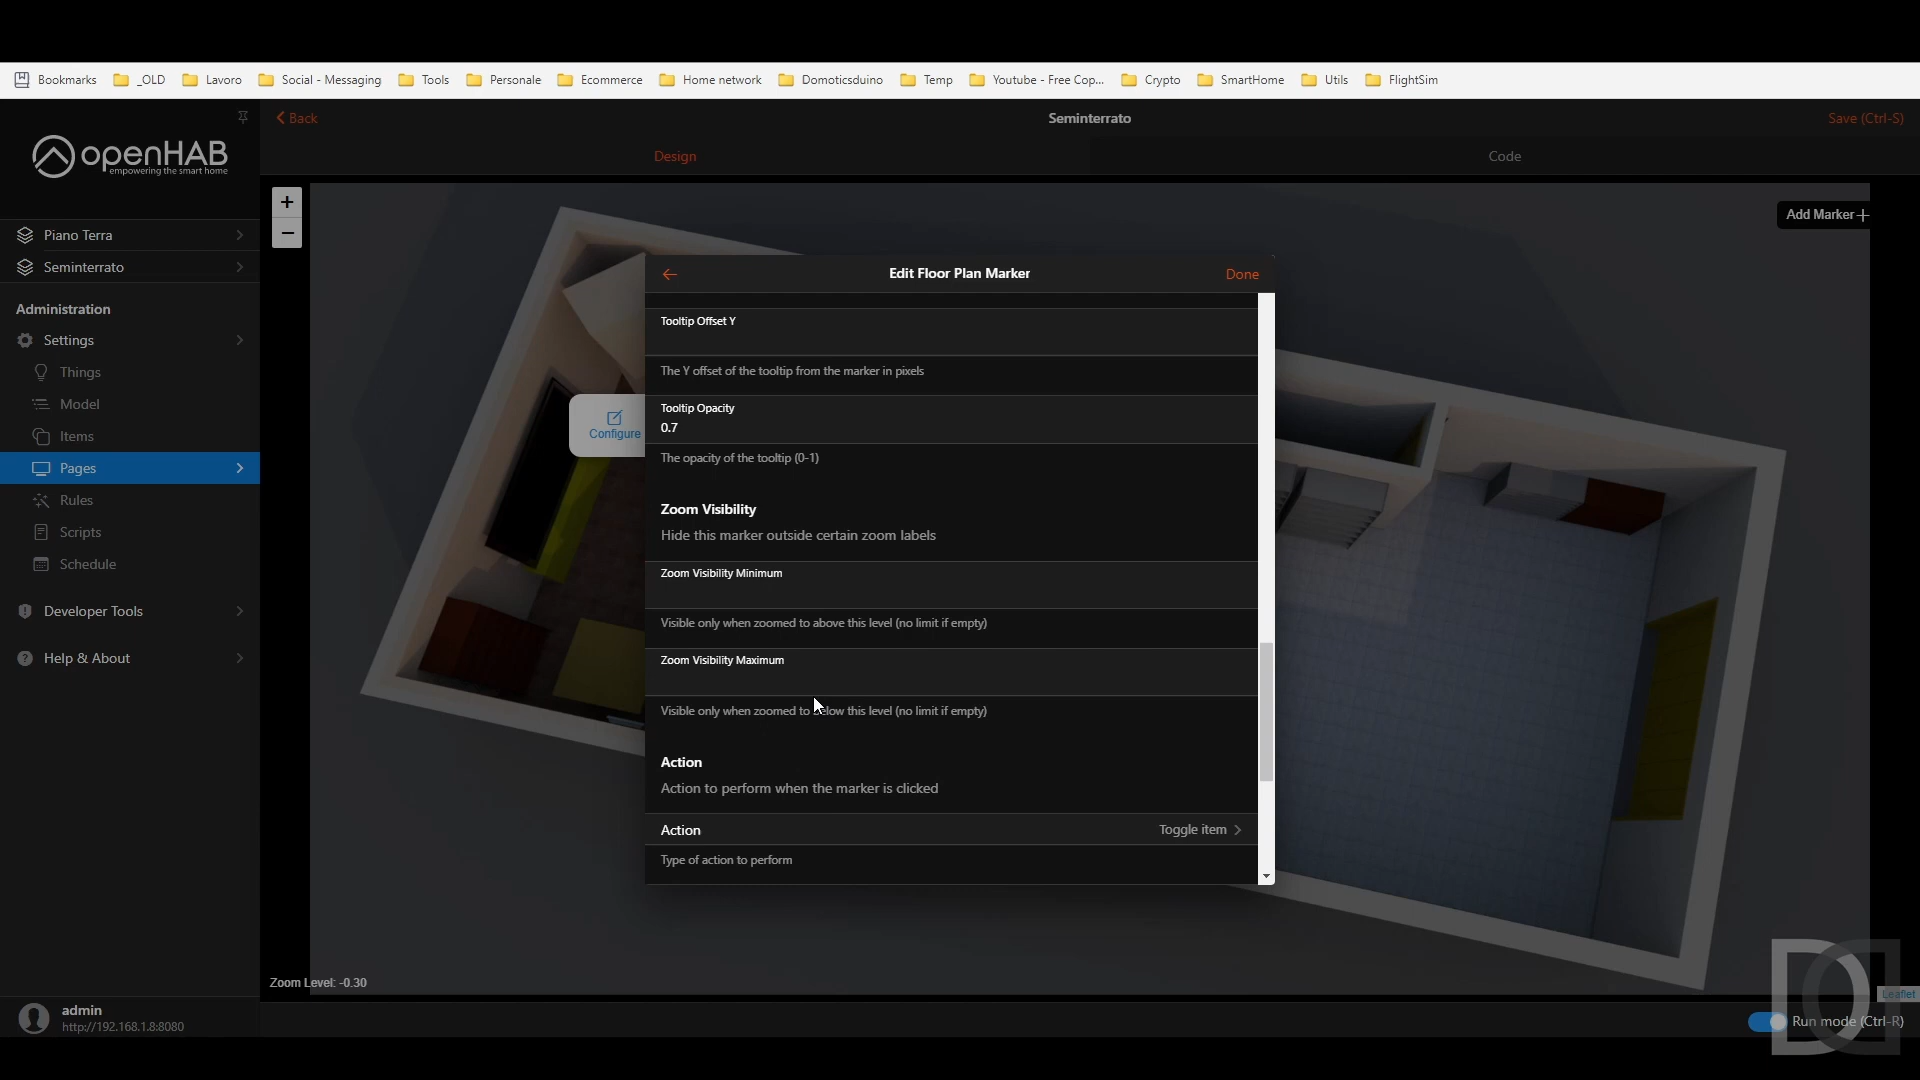 Bookmarks
_OLD
Lavoro
Social - Messaging
Tools
Personale
Ecommerce
Home network
Domoticsduino
Temp
Youtube - Free Cop...
Crypto
SmartHome
Utils
FlightSim
openHAB
empowering the smart home
Piano Terra
Seminterrato
Administration
Settings
Things
Model
Items
Pages
Rules
Scripts
Schedule
Developer Tools
Help & About
admin
http://192.168.1.8:8080
Back
Seminterrato
Save (Ctrl-S)
Design
Code
+
−
Add Marker
Configure
Edit Floor Plan Marker
Done
Tooltip Offset Y
The Y offset of the tooltip from the marker in pixels
Tooltip Opacity
0.7
The opacity of the tooltip (0-1)
Zoom Visibility
Hide this marker outside certain zoom labels
Zoom Visibility Minimum
Visible only when zoomed to above this level (no limit if empty)
Zoom Visibility Maximum
Visible only when zoomed to below this level (no limit if empty)
Action
Action to perform when the marker is clicked
Action
Toggle item
Type of action to perform
Zoom Level: -0.30
Leaflet
Run mode (Ctrl-R)